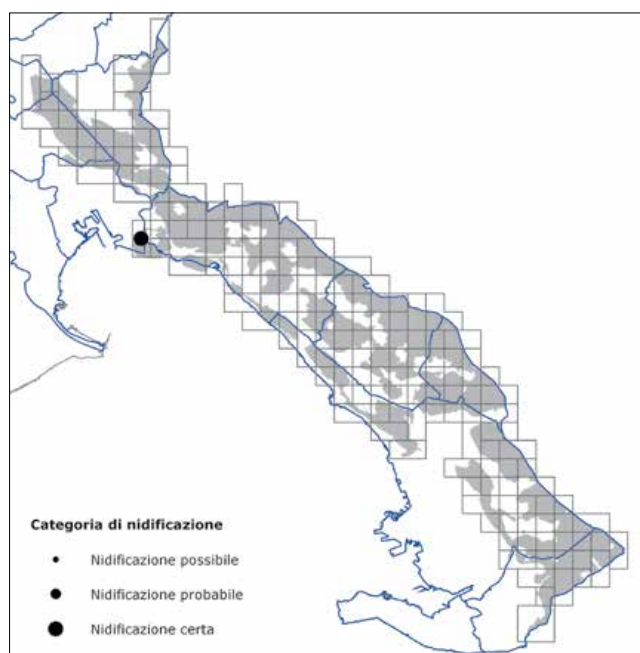 Categoria di nidificazione
Nidificazione possibile
Nidificazione probabile
Nidificazione certa